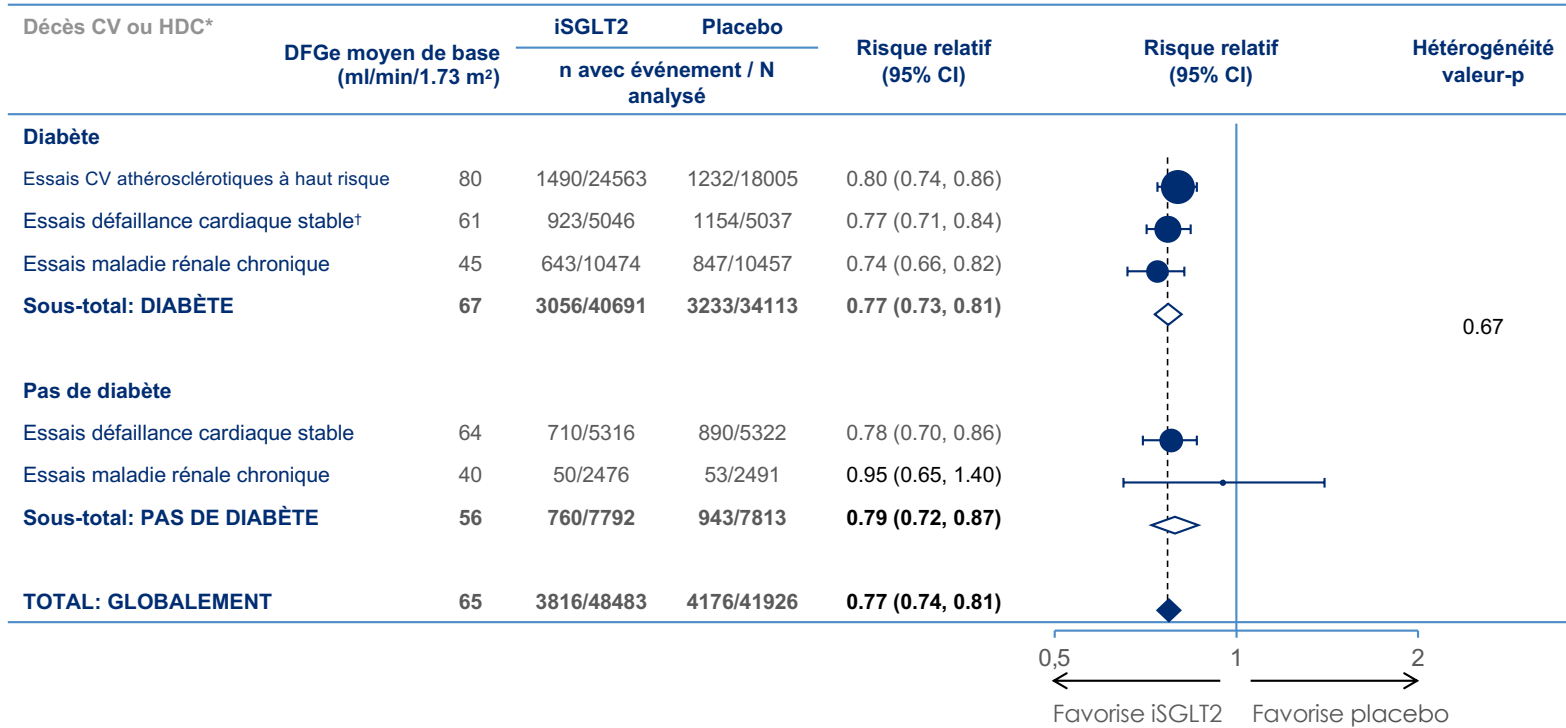 Décès CV ou HDC*
DFGe moyen de base
(ml/min/1.73 m²)
iSGLT2
Placebo
n avec événement / N
analysé
Risque relatif
(95% CI)
Risque relatif
(95% CI)
Hétérogénéité
valeur-p
Diabète
Essais CV athérosclérotiques à haut risque 80 1490/24563 1232/18005 0.80 (0.74, 0.86)
Essais défaillance cardiaque stable† 61 923/5046 1154/5037 0.77 (0.71, 0.84)
Essais maladie rénale chronique 45 643/10474 847/10457 0.74 (0.66, 0.82)
Sous-total: DIABÈTE 67 3056/40691 3233/34113 0.77 (0.73, 0.81)
0.67
Pas de diabète
Essais défaillance cardiaque stable 64 710/5316 890/5322 0.78 (0.70, 0.86)
Essais maladie rénale chronique 40 50/2476 53/2491 0.95 (0.65, 1.40)
Sous-total: PAS DE DIABÈTE 56 760/7792 943/7813 0.79 (0.72, 0.87)
TOTAL: GLOBALEMENT 65 3816/48483 4176/41926 0.77 (0.74, 0.81)
0,5 1 2
Favorise iSGLT2 Favorise placebo